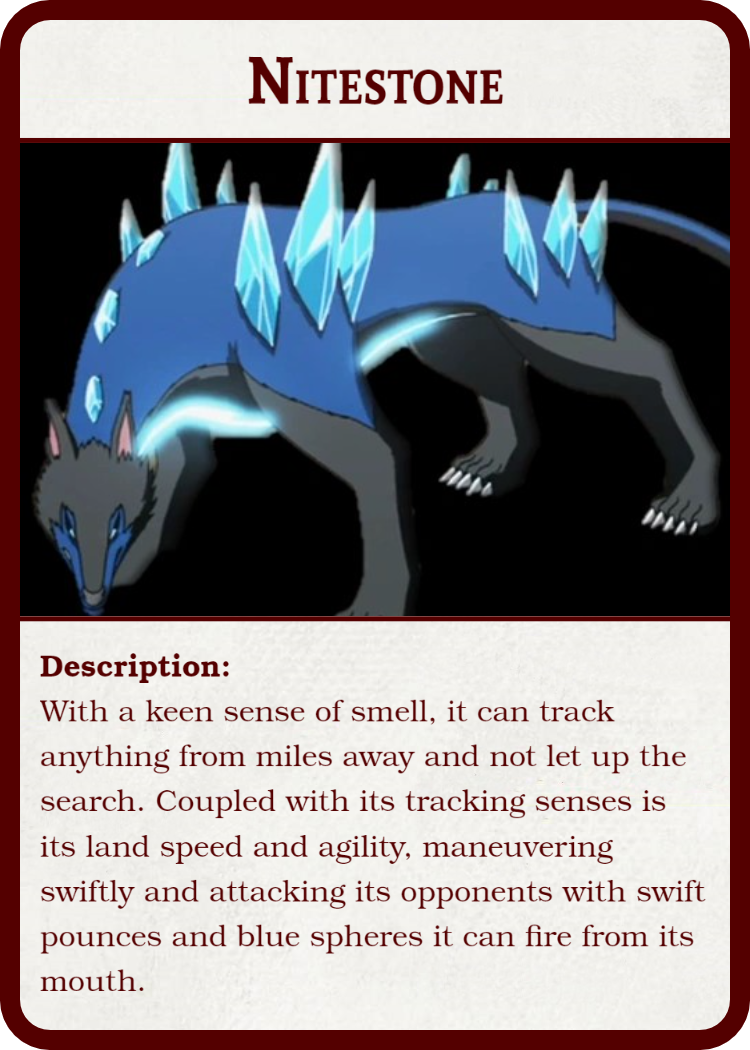 Nitestone
Description:
With a keen sense of smell, it can track
anything from miles away and not let up the
search. Coupled with its tracking senses is
its land speed and agility, maneuvering
swiftly and attacking its opponents with swift
pounces and blue spheres it can fire from its
mouth.